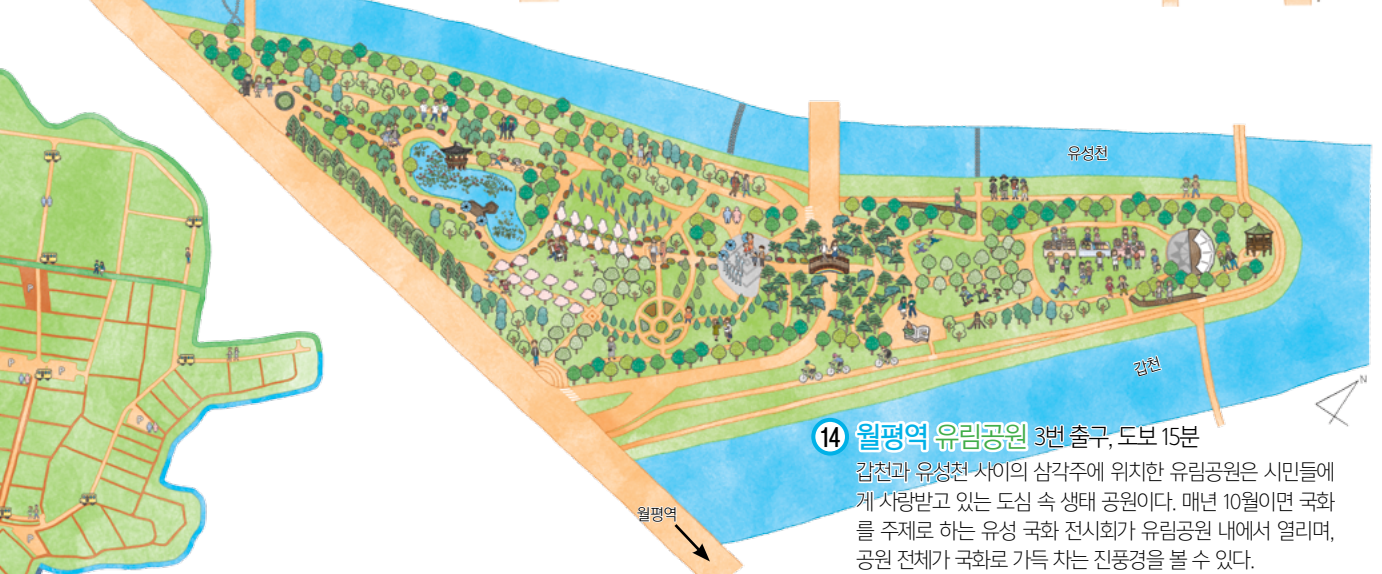 유성천
갑천
N
14 월평역 유림공원 3번 출구, 도보 15분
갑천과 유성천 사이의 삼각주에 위치한 유림공원은 시민들에
게 사랑받고 있는 도심 속 생태 공원이다. 매년 10월이면 국화
를 주제로 하는 유성 국화 전시회가 유림공원 내에서 열리며,
공원 전체가 국화로 가득 차는 진풍경을 볼 수 있다.
월평역
P
P
P
P
P